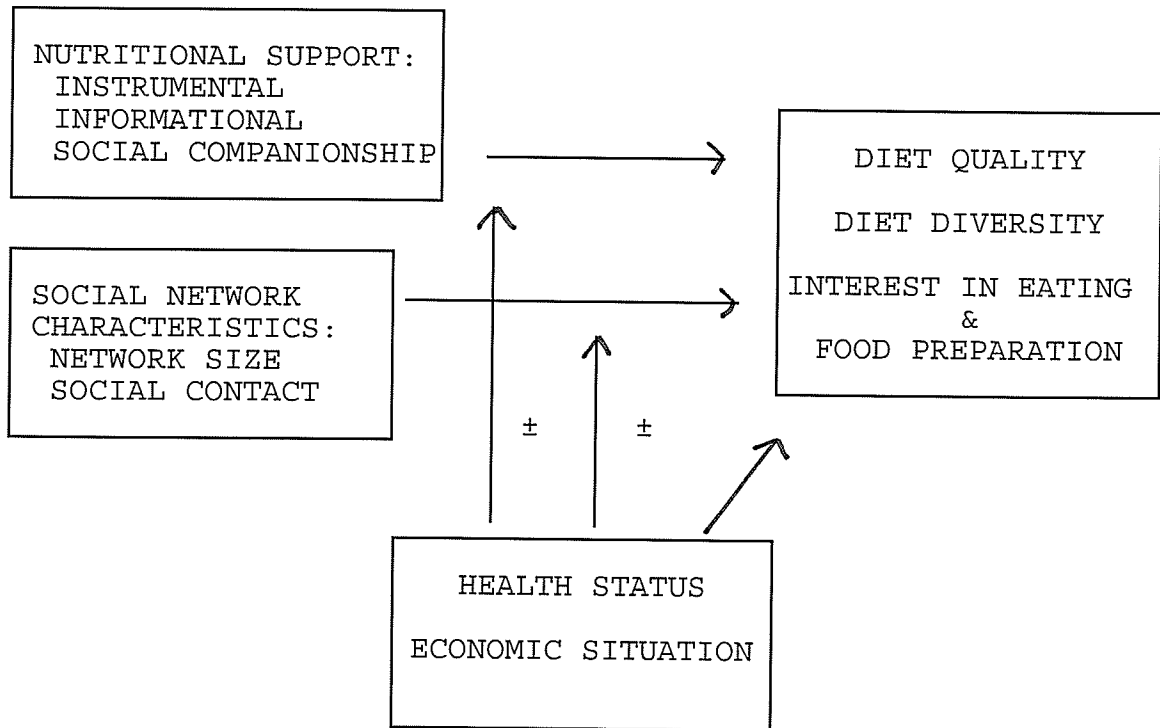 NUTRITIONAL SUPPORT:
INSTRUMENTAL
INFORMATIONAL
SOCIAL COMPANIONSHIP
SOCIAL NETWORK
CHARACTERISTICS:
NETWORK SIZE
SOCIAL CONTACT
DIET QUALITY
DIET DIVERSITY
INTEREST IN EATING
&
FOOD PREPARATION
± ±
HEALTH STATUS
ECONOMIC SITUATION